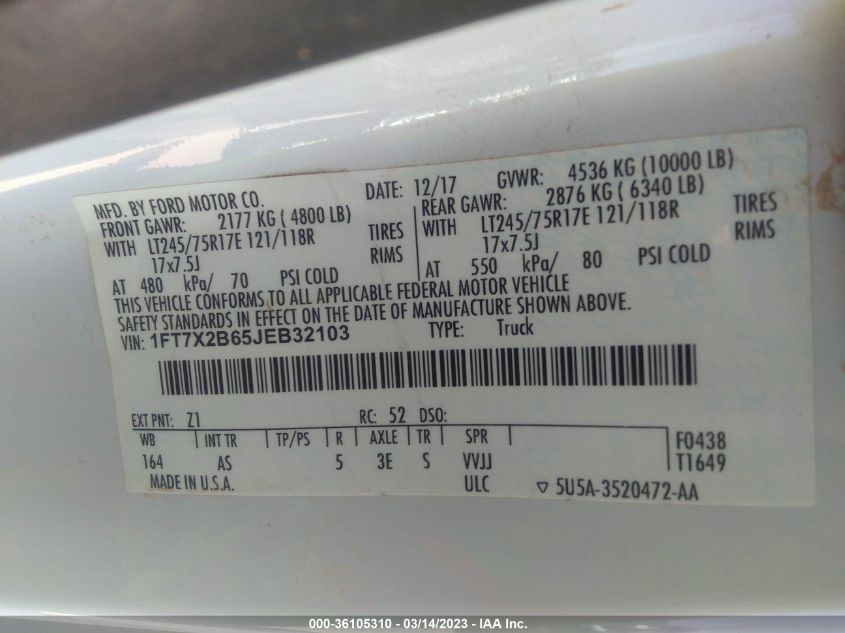 MFD. BY FORD MOTOR CO. DATE: 12/17 GVWR: 4536 KG (10000 LB)
FRONT GAWR: 2177 KG ( 4800 LB) REAR GAWR: 2876 KG ( 6340 LB)
WITH LT245/75R17E 121/118R TIRES WITH LT245/75R17E 121/118R TIRES
17x7.5J RIMS 17x7.5J RIMS
AT 480 kPa/ 70 PSI COLD AT 550 kPa/ 80 PSI COLD
THIS VEHICLE CONFORMS TO ALL APPLICABLE FEDERAL MOTOR VEHICLE
SAFETY STANDARDS IN EFFECT ON THE DATE OF MANUFACTURE SHOWN ABOVE.
VIN: 1FT7X2B65JEB32103 TYPE: Truck
EXT PNT: Z1 RC: 52 DSO:
WB INT TR TP/PS R AXLE TR SPR F0438
164 AS 5 3E S VVJJ T1649
MADE IN U.S.A. ULC ▽ 5U5A-3520472-AA
000-36105310 - 03/14/2023 - IAA Inc.